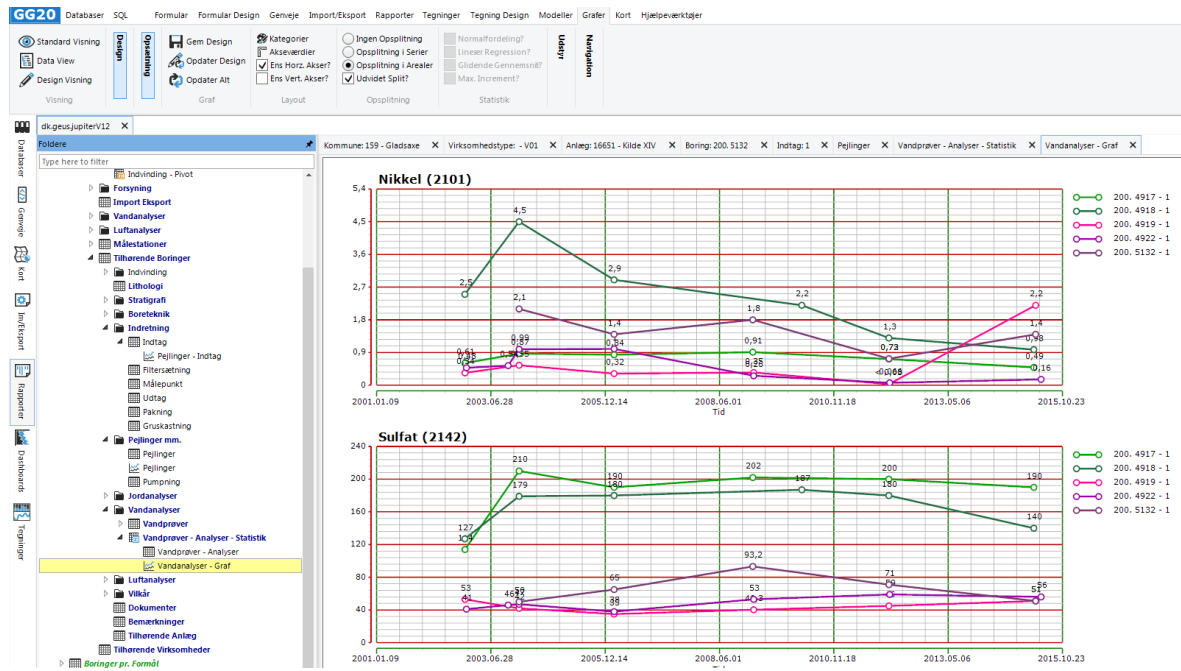 GG20 Databaser SQL Formular Formular Design Genveje Import/Eksport Rapporter Tegninger Tegning Design Modeller Grafer Kort Hjælpeværktøjer
Standard Visning
Data View
Design Visning
Visning
Design
Opsætning
Gem Design
Opdater Design
Opdater Alt
Graf
Kategorier
Akseværdier
Ens Horz. Akser?
Ens Vert. Akser?
Layout
Ingen Opsplitning
Opsplitning i Serier
Opsplitning i Arealer
Udvidet Split?
Opsplitning
Normalfordeling?
Lineær Regression?
Glidende Gennemsnit?
Max. Increment?
Statistik
Udstyr
Navigation
Databaser
Genveje
Kort
Im/Eksport
Rapporter
Dashboards
Tegninger
dk.geus.jupiterV12
Foldere
Type here to filter
Indvinding - Pivot
Forsyning
Import Eksport
Vandanalyser
Luftanalyser
Målestationer
Tilhørende Boringer
Indvinding
Lithologi
Stratigrafi
Boreteknik
Indretning
Indtag
Pejlinger - Indtag
Filtersætning
Målepunkt
Udtag
Pakning
Gruskastning
Pejlinger mm.
Pejlinger
Pejlinger
Pumpning
Jordanalyser
Vandanalyser
Vandprøver
Vandprøver - Analyser - Statistik
Vandprøver - Analyser
Vandanalyser - Graf
Luftanalyser
Vilkår
Dokumenter
Bemærkninger
Tilhørende Anlæg
Tilhørende Virksomheder
Boringer pr. Formål
Kommune: 159 - Gladsaxe Virksomhedstype: - V01 Anlæg: 16651 - Kilde XIV Boring: 200. 5132 Indtag: 1 Pejlinger Vandprøver - Analyser - Statistik Vandanalyser - Graf
Nikkel (2101)
5,4
4,5
3,6
2,7
1,8
0,9
0
4,5
2,5
2,9
2,2
2,2
2,1
1,4
1,8
1,3
1,4
0,61
0,99
0,87
0,84
0,32
0,91
0,73
0,49
0,16
2001.01.09 2003.06.28 2005.12.14 2008.06.01 2010.11.18 2013.05.06 2015.10.23
Tid
200. 4917 - 1
200. 4918 - 1
200. 4919 - 1
200. 4922 - 1
200. 5132 - 1
Sulfat (2142)
240
200
160
120
80
40
0
210
179
127
190
180
202
187
200
180
190
140
93,2
53
41
65
53
71
56
51
2001.01.09 2003.06.28 2005.12.14 2008.06.01 2010.11.18 2013.05.06 2015.10.23
200. 4917 - 1
200. 4918 - 1
200. 4919 - 1
200. 4922 - 1
200. 5132 - 1